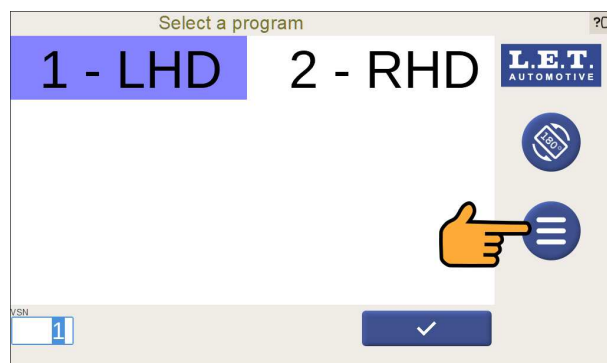 Select a program
?
1 - LHD 2 - RHD
L.E.T.
AUTOMOTIVE
180°
VSN
1